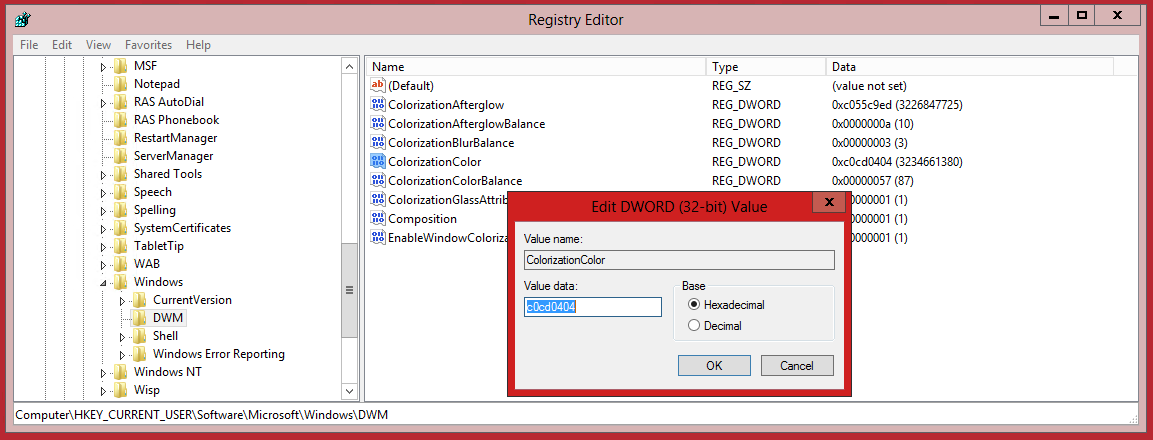 Registry Editor
File Edit View Favorites Help
MSF
Notepad
RAS AutoDial
RAS Phonebook
RestartManager
ServerManager
Shared Tools
Speech
Spelling
SystemCertificates
TabletTip
WAB
Windows
CurrentVersion
DWM
Shell
Windows Error Reporting
Windows NT
Wisp
Name Type Data
ab (Default) REG_SZ (value not set)
ColorizationAfterglow REG_DWORD 0xc055c9ed (3226847725)
ColorizationAfterglowBalance REG_DWORD 0x0000000a (10)
ColorizationBlurBalance REG_DWORD 0x00000003 (3)
ColorizationColor REG_DWORD 0xc0cd0404 (3234661380)
ColorizationColorBalance REG_DWORD 0x00000057 (87)
ColorizationGlassAttrib 0000001 (1)
Composition 0000001 (1)
EnableWindowColoriza 0000001 (1)
Edit DWORD (32-bit) Value
Value name:
ColorizationColor
Value data:
c0cd0404
Base
Hexadecimal
Decimal
OK Cancel
Computer\HKEY_CURRENT_USER\Software\Microsoft\Windows\DWM